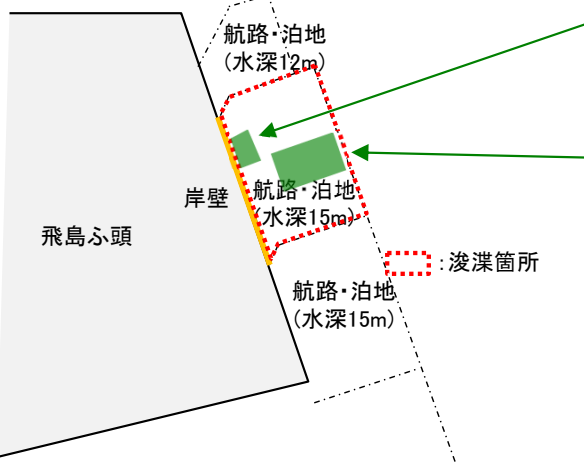 航路・泊地
(水深12m)
岸壁
航路・泊地
(水深15m)
飛島ふ頭
:浚渫箇所
航路・泊地
(水深15m)